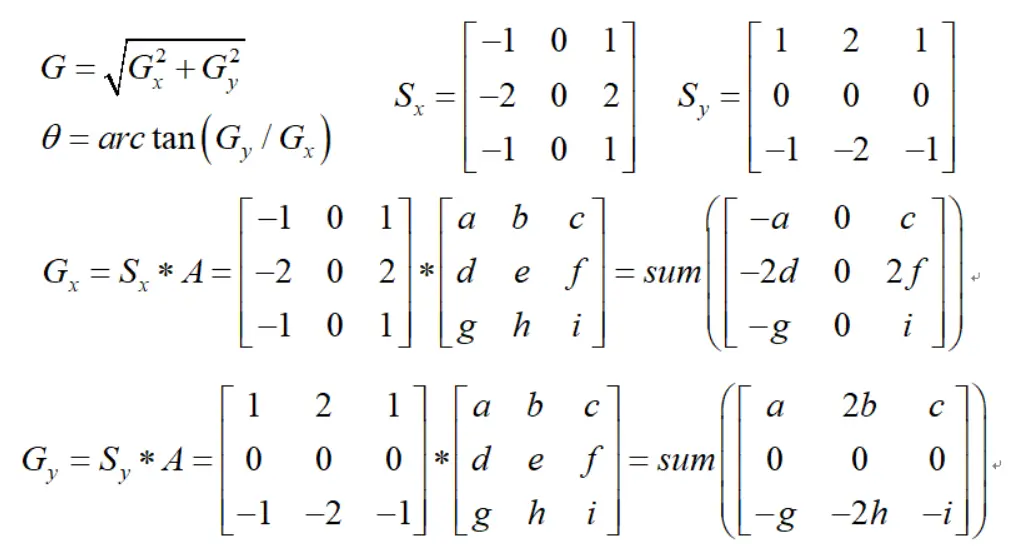 G = √(G_x^2 + G_y^2)
θ = arc tan(G_y / G_x)
S_x = [−1 0 1; −2 0 2; −1 0 1]
S_y = [1 2 1; 0 0 0; −1 −2 −1]
G_x = S_x * A = [−1 0 1; −2 0 2; −1 0 1] * [a b c; d e f; g h i] = sum([−a 0 c; −2d 0 2f; −g 0 i])
G_y = S_y * A = [1 2 1; 0 0 0; −1 −2 −1] * [a b c; d e f; g h i] = sum([a 2b c; 0 0 0; −g −2h −i])